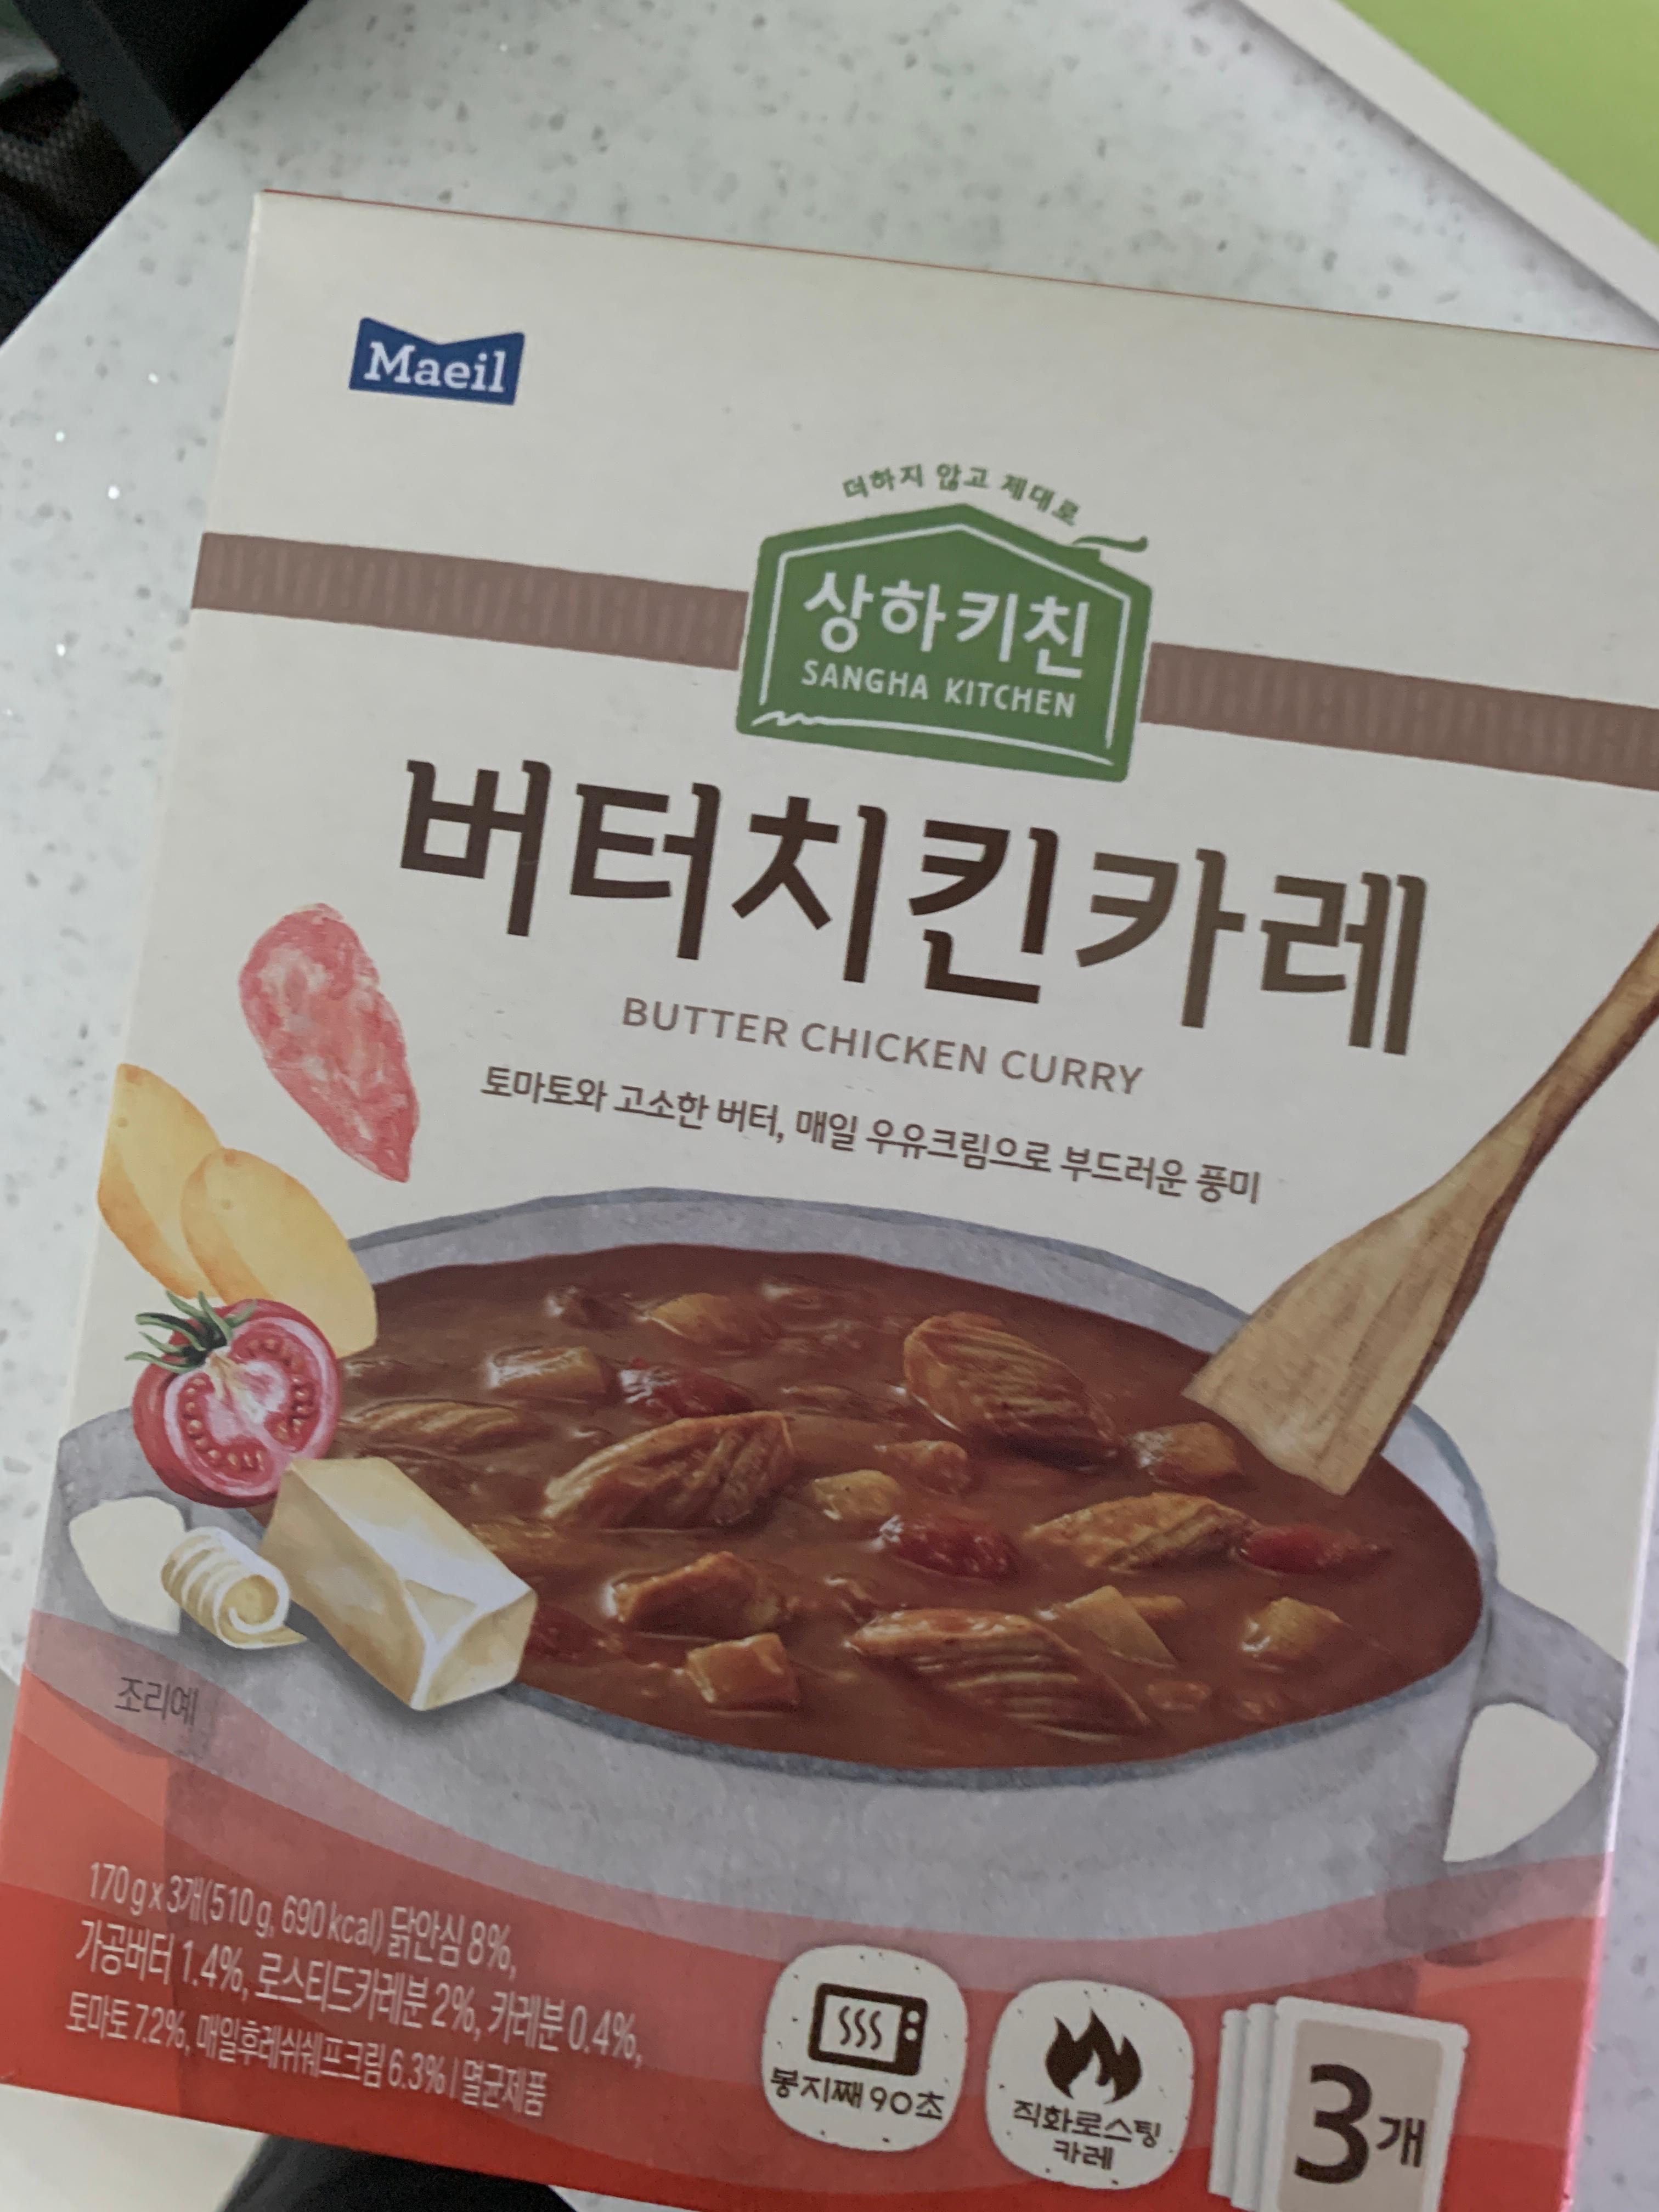 Maeil
더하지 않고 제대로
상하키친
SANGHA KITCHEN
버터치킨카레
BUTTER CHICKEN CURRY
토마토와 고소한 버터, 매일 우유크림으로 부드러운 풍미
조리예
170 g x 3개(510 g, 690 kcal) 닭안심 8%,
가공버터 1.4%, 로스티드카레분 2%, 카레분 0.4%,
토마토 7.2%, 매일후레쉬쉐프크림 6.3% | 멸균제품
봉지째 90초
직화로스팅
카레
3개